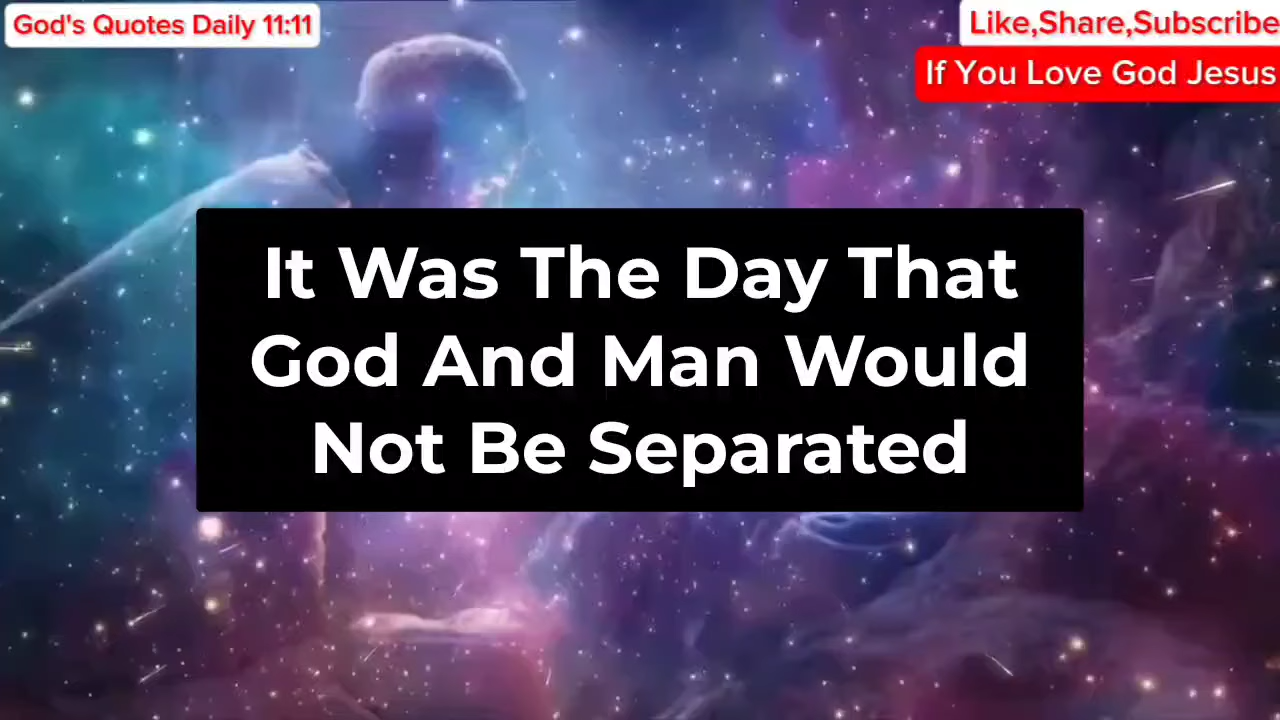 God's Quotes Daily 11:11
Like,Share,Subscribe
If You Love God Jesus
It Was The Day That
God And Man Would
Not Be Separated